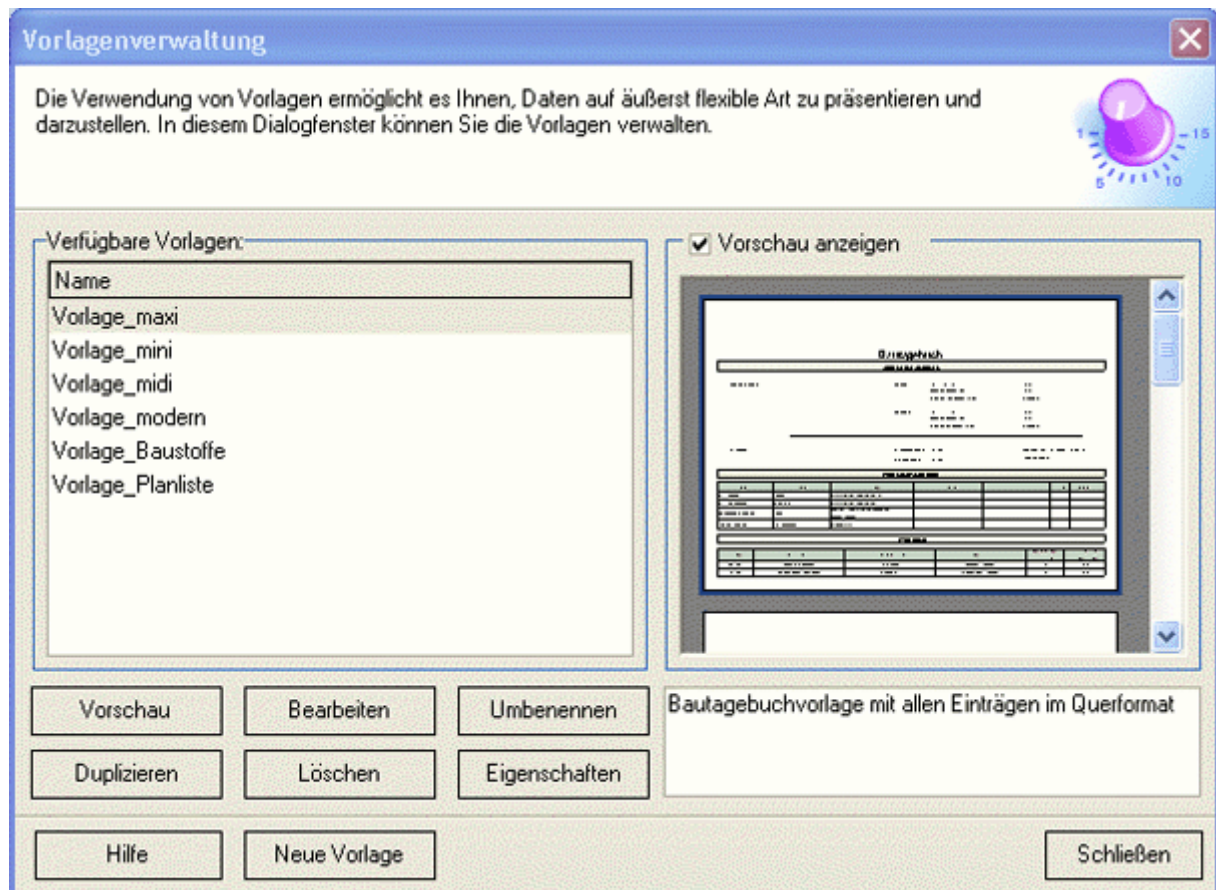 Vorlagenverwaltung
Die Verwendung von Vorlagen ermöglicht es Ihnen, Daten auf äußerst flexible Art zu präsentieren und
darzustellen. In diesem Dialogfenster können Sie die Vorlagen verwalten.
1
15
5
10
Verfügbare Vorlagen:
Name
Vorlage_maxi
Vorlage_mini
Vorlage_midi
Vorlage_modern
Vorlage_Baustoffe
Vorlage_Planliste
Vorschau anzeigen
Bautagebuch
Vorschau
Bearbeiten
Umbenennen
Duplizieren
Löschen
Eigenschaften
Bautagebuchvorlage mit allen Einträgen im Querformat
Hilfe
Neue Vorlage
Schließen